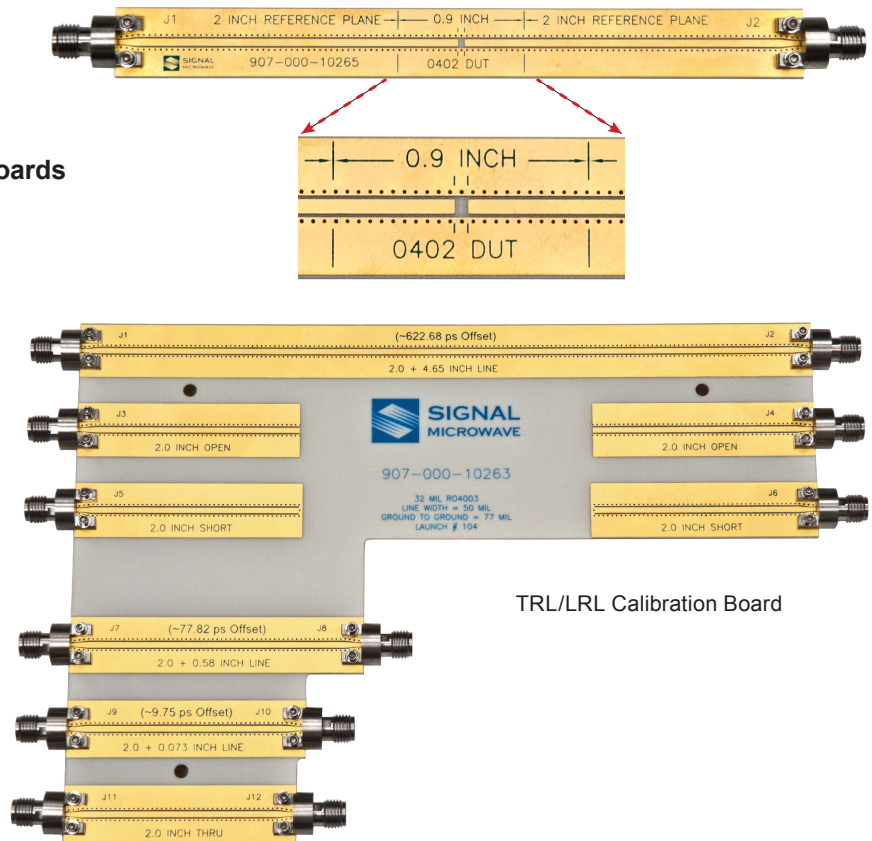 J1 2 INCH REFERENCE PLANE 0.9 INCH 2 INCH REFERENCE PLANE J2
SIGNAL MICROWAVE 907-000-10265 0402 DUT
0.9 INCH
0402 DUT
oards
J1 (~622.68 ps Offset) J2
2.0 + 4.65 INCH LINE
J3 J4
2.0 INCH OPEN 2.0 INCH OPEN
SIGNAL
MICROWAVE
907-000-10263
J5 J6
2.0 INCH SHORT 2.0 INCH SHORT
32 MIL RO4003
LINE WIDTH = 50 MIL
GROUND TO GROUND = 77 MIL
LAUNCH # 104
TRL/LRL Calibration Board
J7 (~77.82 ps Offset) J8
2.0 + 0.58 INCH LINE
J9 (~9.75 ps Offset) J10
2.0 + 0.073 INCH LINE
J11 J12
2.0 INCH THRU